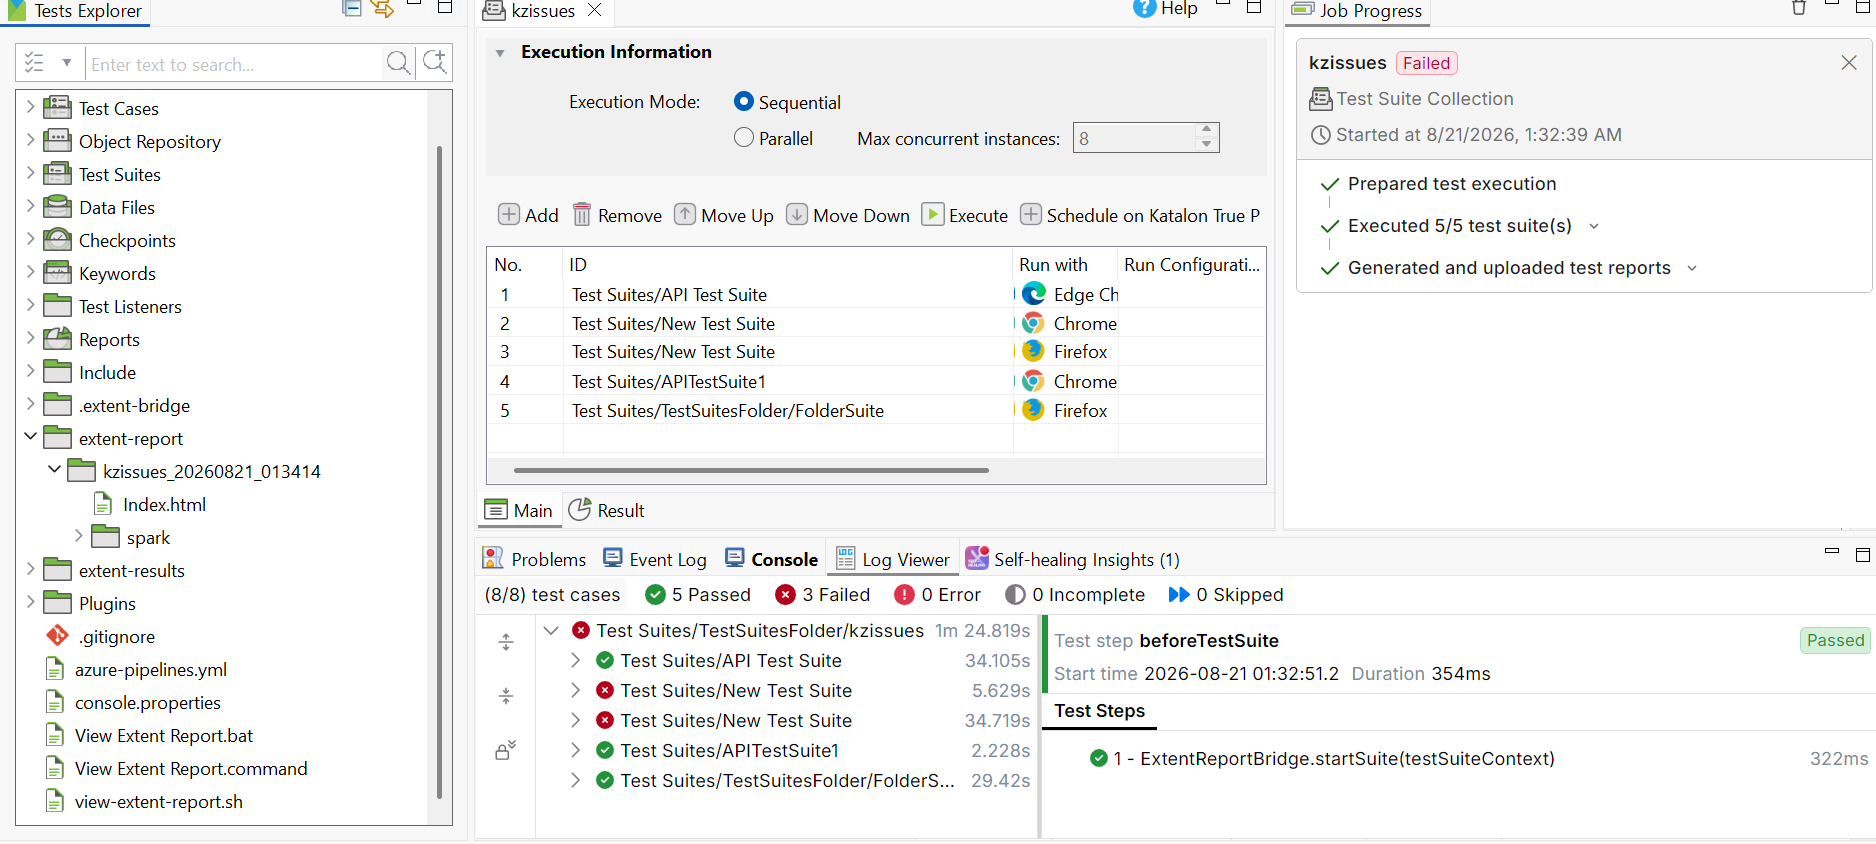 Tests Explorer
Enter text to search...
Test Cases
Object Repository
Test Suites
Data Files
Checkpoints
Keywords
Test Listeners
Reports
Include
.extent-bridge
extent-report
kzissues_20260821_013414
Index.html
spark
extent-results
Plugins
.gitignore
azure-pipelines.yml
console.properties
View Extent Report.bat
View Extent Report.command
view-extent-report.sh
kzissues
Help
Execution Information
Execution Mode: Sequential
Parallel Max concurrent instances: 8
Add Remove Move Up Move Down Execute Schedule on Katalon True P
No. ID Run with Run Configurati...
1 Test Suites/API Test Suite Edge Ch
2 Test Suites/New Test Suite Chrome
3 Test Suites/New Test Suite Firefox
4 Test Suites/APITestSuite1 Chrome
5 Test Suites/TestSuitesFolder/FolderSuite Firefox
Main Result
Job Progress
kzissues Failed
Test Suite Collection
Started at 8/21/2026, 1:32:39 AM
Prepared test execution
Executed 5/5 test suite(s)
Generated and uploaded test reports
Problems Event Log Console Log Viewer Self-healing Insights (1)
(8/8) test cases 5 Passed 3 Failed 0 Error 0 Incomplete 0 Skipped
Test Suites/TestSuitesFolder/kzissues 1m 24.819s
Test Suites/API Test Suite 34.105s
Test Suites/New Test Suite 5.629s
Test Suites/New Test Suite 34.719s
Test Suites/APITestSuite1 2.228s
Test Suites/TestSuitesFolder/FolderS... 29.42s
Test step beforeTestSuite Passed
Start time 2026-08-21 01:32:51.2 Duration 354ms
Test Steps
1 - ExtentReportBridge.startSuite(testSuiteContext) 322ms